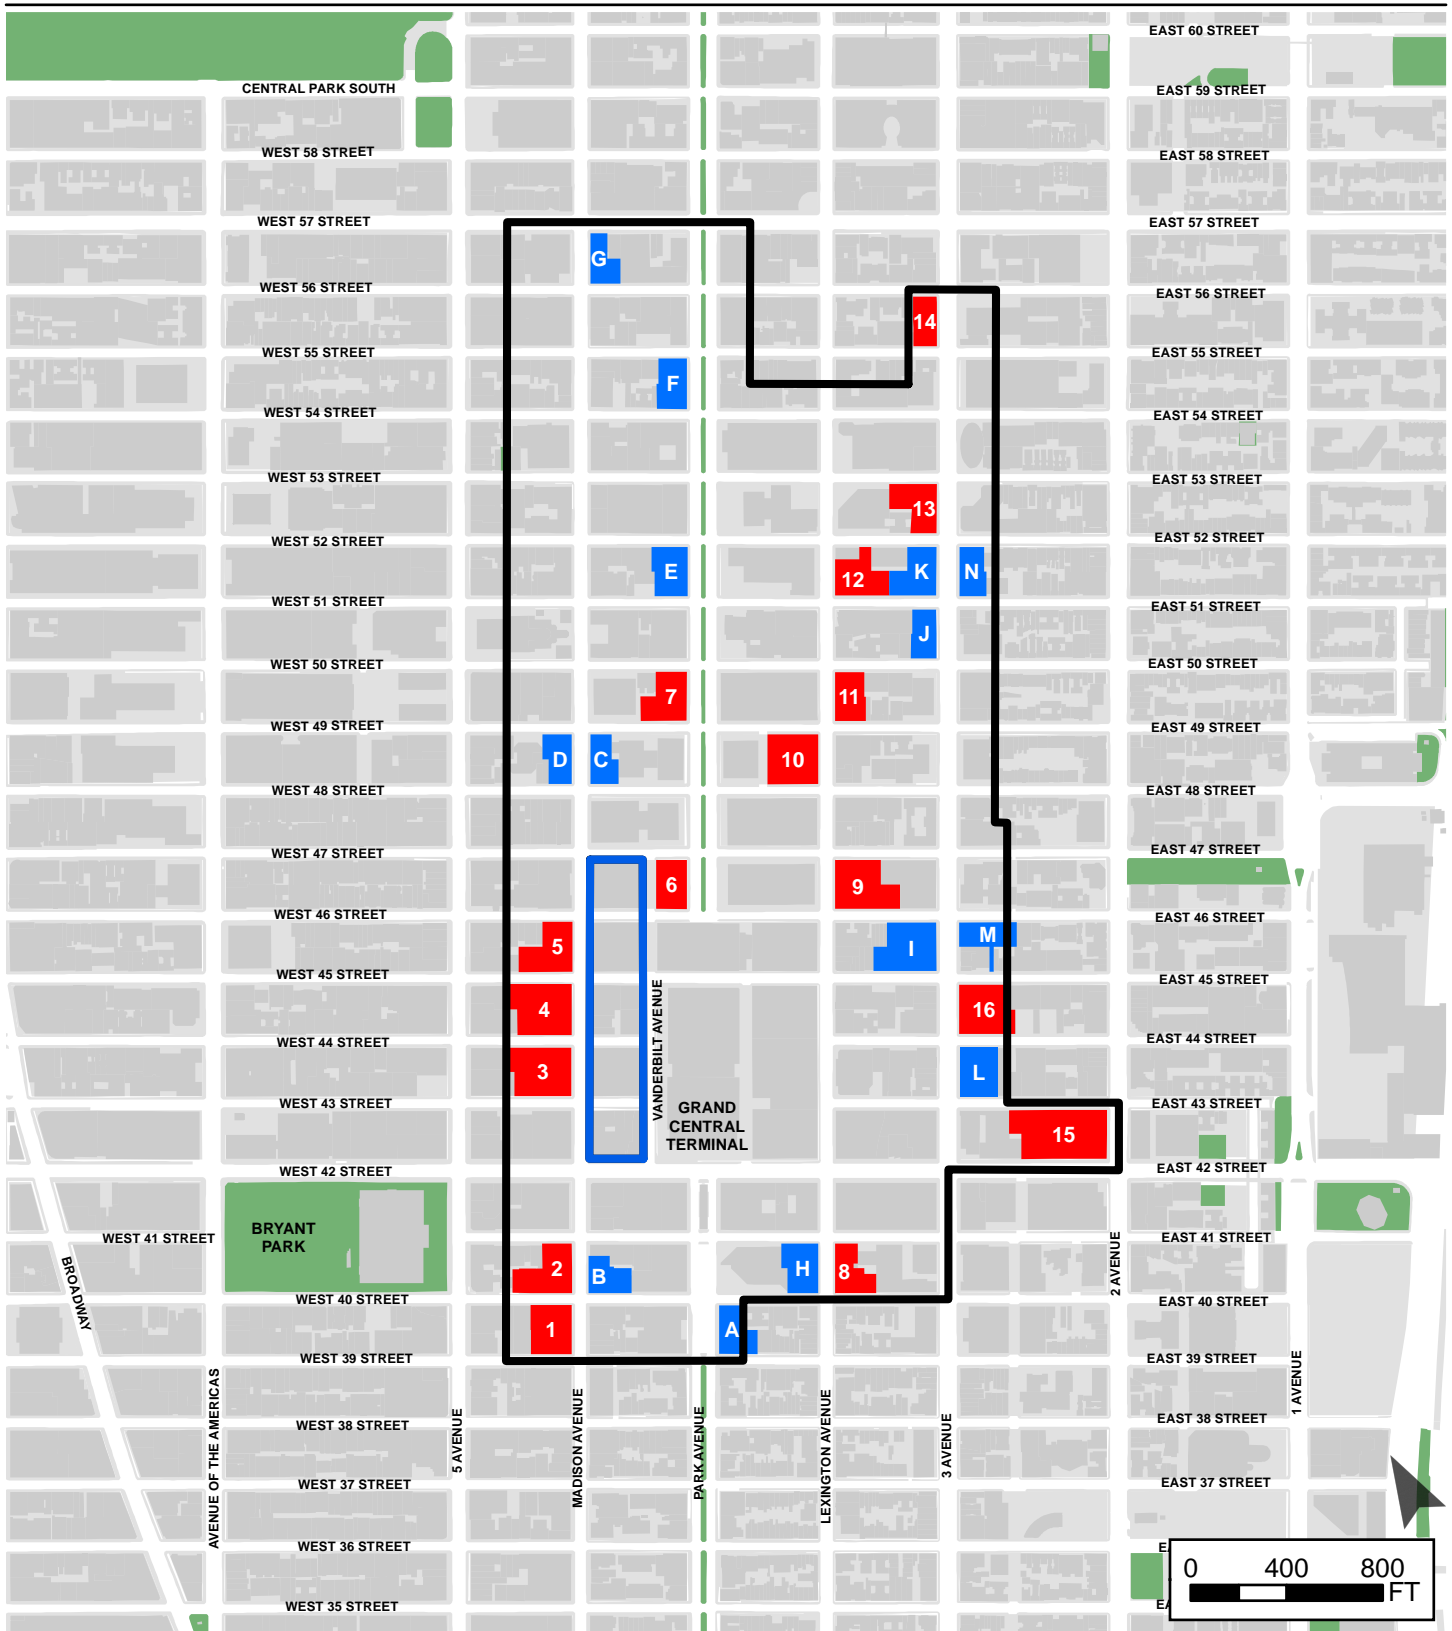 EAST 60 STREET
CENTRAL PARK SOUTH
EAST 59 STREET
WEST 58 STREET
EAST 58 STREET
WEST 57 STREET
EAST 57 STREET
G
WEST 56 STREET
EAST 56 STREET
14
WEST 55 STREET
EAST 55 STREET
F
WEST 54 STREET
EAST 54 STREET
WEST 53 STREET
EAST 53 STREET
13
WEST 52 STREET
EAST 52 STREET
E
12
K
N
WEST 51 STREET
EAST 51 STREET
J
WEST 50 STREET
EAST 50 STREET
7
11
WEST 49 STREET
EAST 49 STREET
D
C
10
WEST 48 STREET
EAST 48 STREET
WEST 47 STREET
EAST 47 STREET
6
9
WEST 46 STREET
EAST 46 STREET
5
I
M
WEST 45 STREET
EAST 45 STREET
VANDERBILT AVENUE
4
16
WEST 44 STREET
EAST 44 STREET
3
L
WEST 43 STREET
EAST 43 STREET
GRAND
CENTRAL
TERMINAL
15
WEST 42 STREET
EAST 42 STREET
BRYANT
PARK
WEST 41 STREET
EAST 41 STREET
BROADWAY
2
B
H
8
2 AVENUE
WEST 40 STREET
EAST 40 STREET
1
A
WEST 39 STREET
EAST 39 STREET
AVENUE OF THE AMERICAS
5 AVENUE
MADISON AVENUE
PARK AVENUE
LEXINGTON AVENUE
3 AVENUE
1 AVENUE
WEST 38 STREET
EAST 38 STREET
WEST 37 STREET
EAST 37 STREET
WEST 36 STREET
WEST 35 STREET
0 400 800
FT